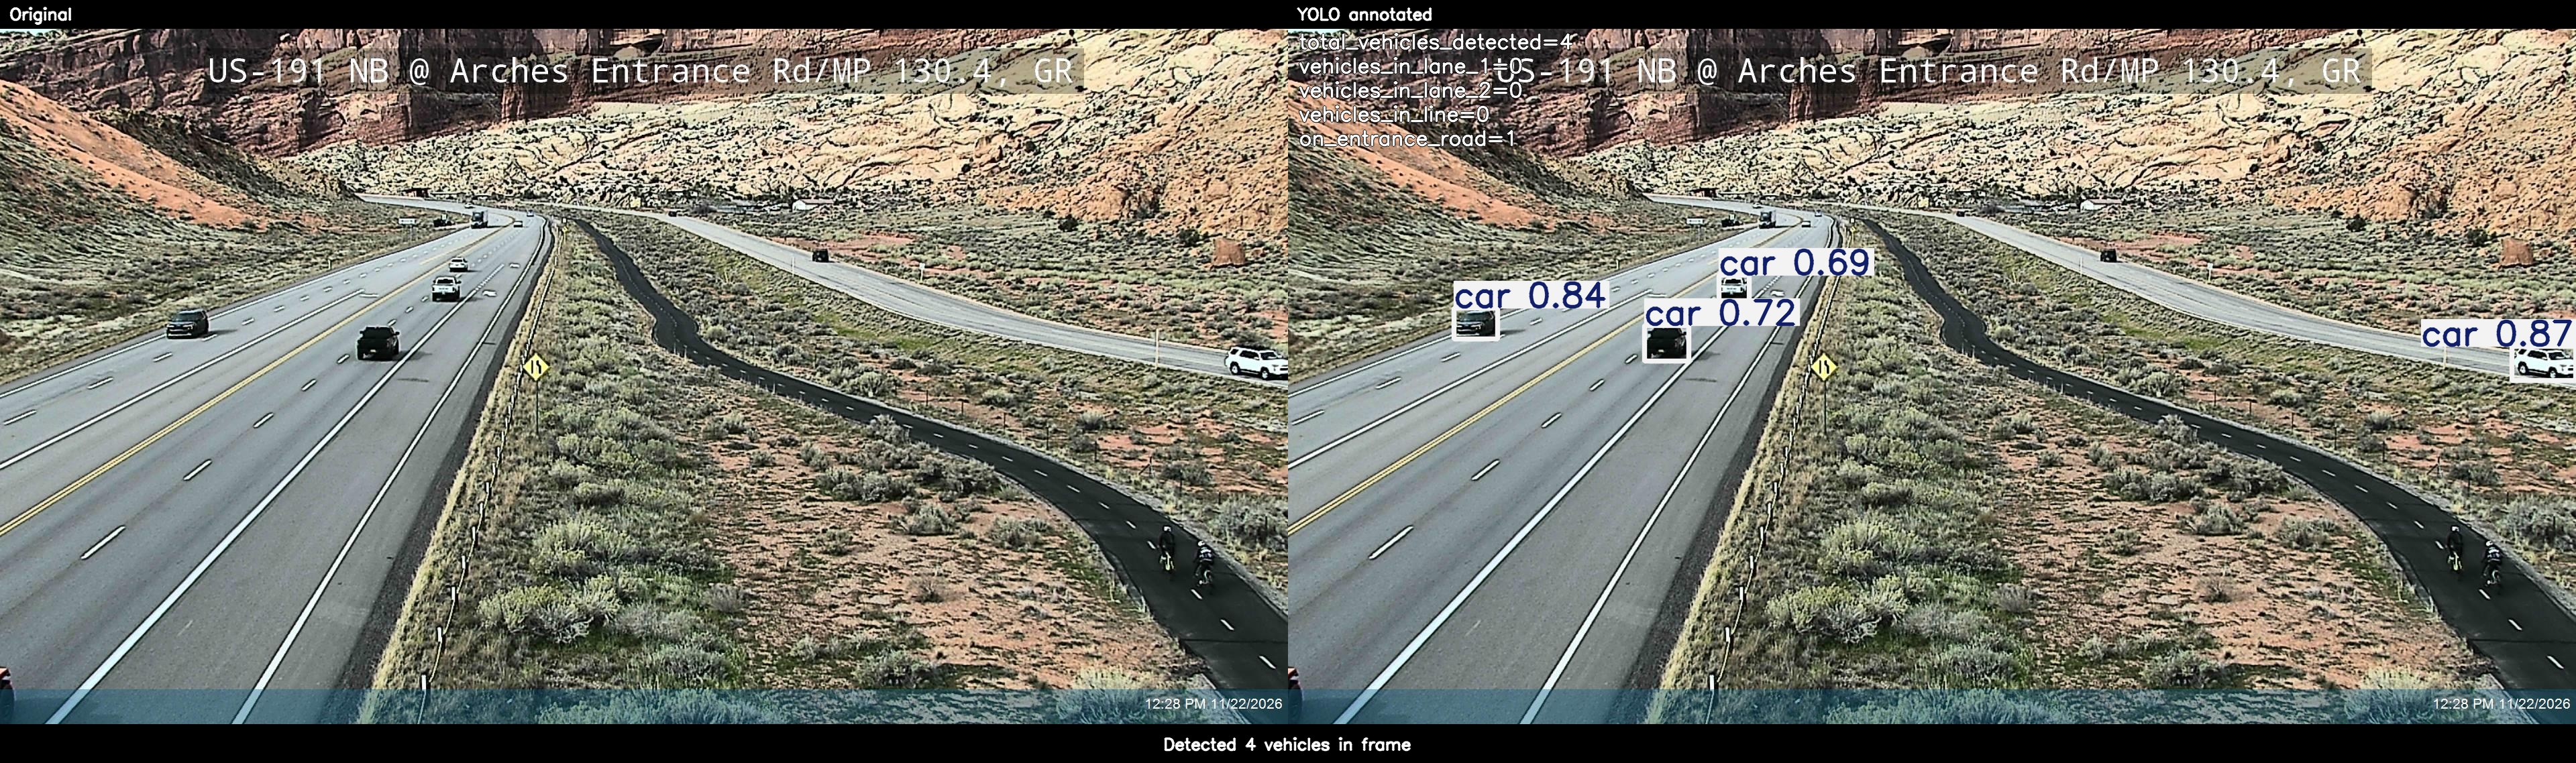 Original
US-191 NB @ Arches Entrance Rd/MP 130.4, GR
12:28 PM 11/22/2026
YOLO annotated
total_vehicles_detected=4
US-191 NB @ Arches Entrance Rd/MP 130.4, GR
vehicles_in_lane_1=0
vehicles_in_lane_2=0
vehicles_in_line=0
on_entrance_road=1
car 0.69
car 0.84
car 0.72
car 0.87
12:28 PM 11/22/2026
Detected 4 vehicles in frame